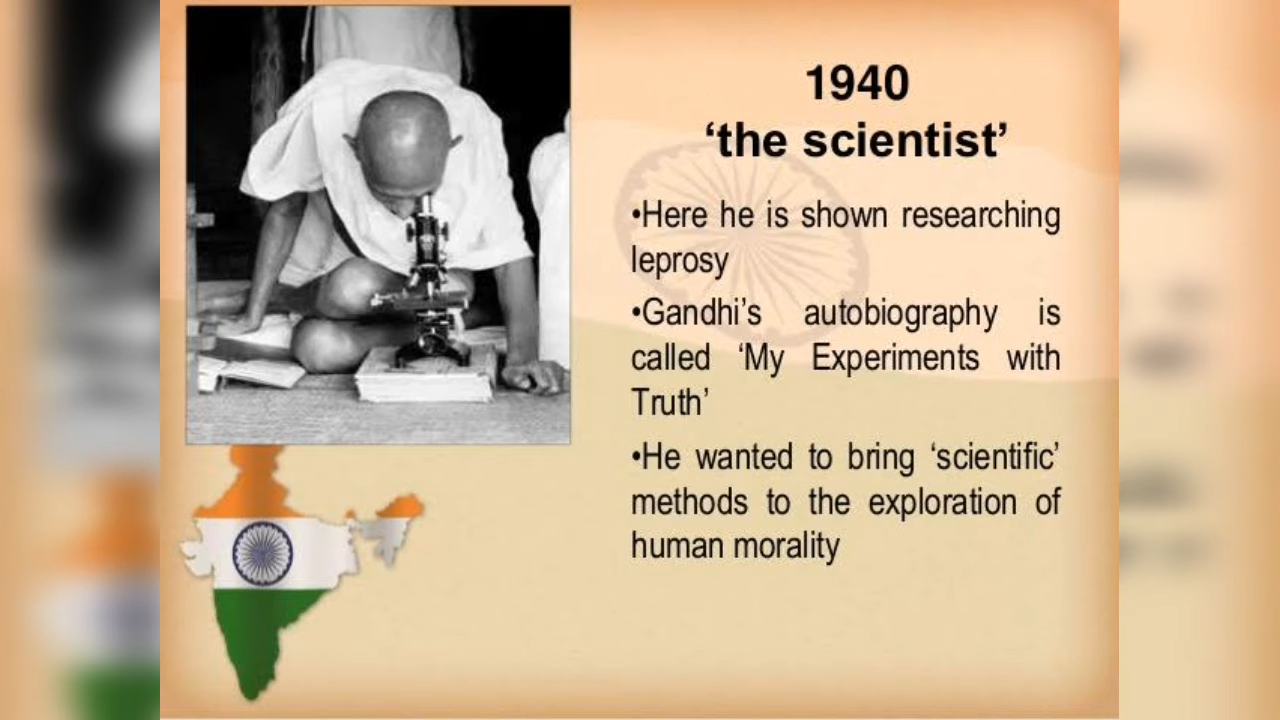 1940
‘the scientist’
•Here he is shown researching
leprosy
•Gandhi’s autobiography is
called ‘My Experiments with
Truth’
•He wanted to bring ‘scientific’
methods to the exploration of
human morality